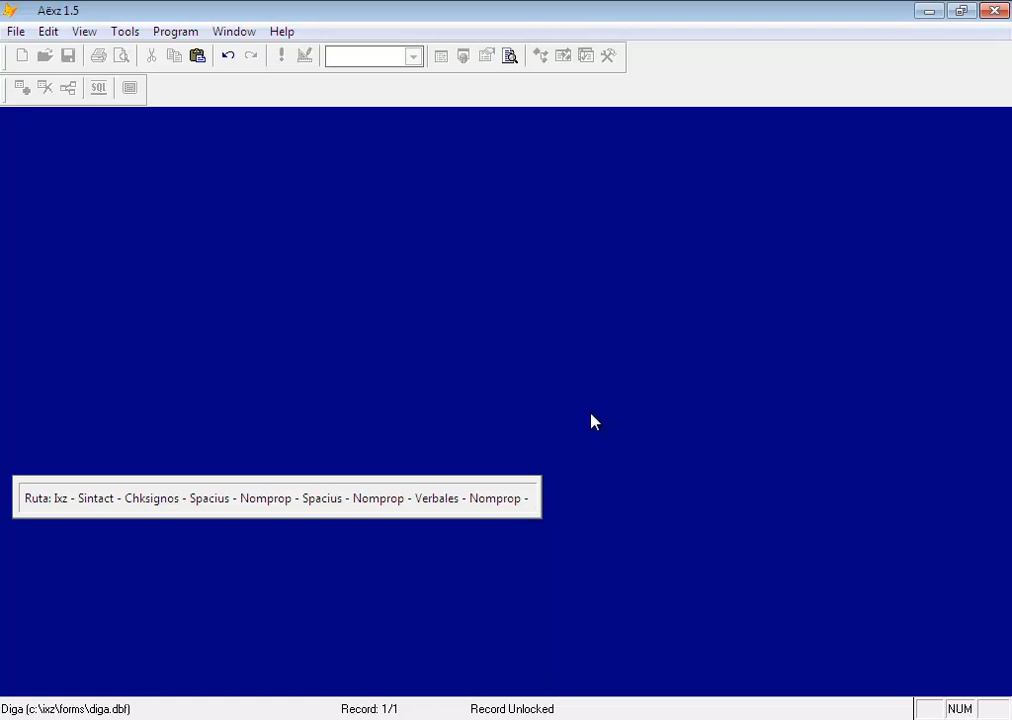 Aëxz 1.5
File Edit View Tools Program Window Help
SQL
Ruta: Ixz - Sintact - Chksignos - Spacius - Nomprop - Spacius - Nomprop - Verbales - Nomprop -
Diga (c:\ixz\forms\diga.dbf) Record: 1/1 Record Unlocked NUM